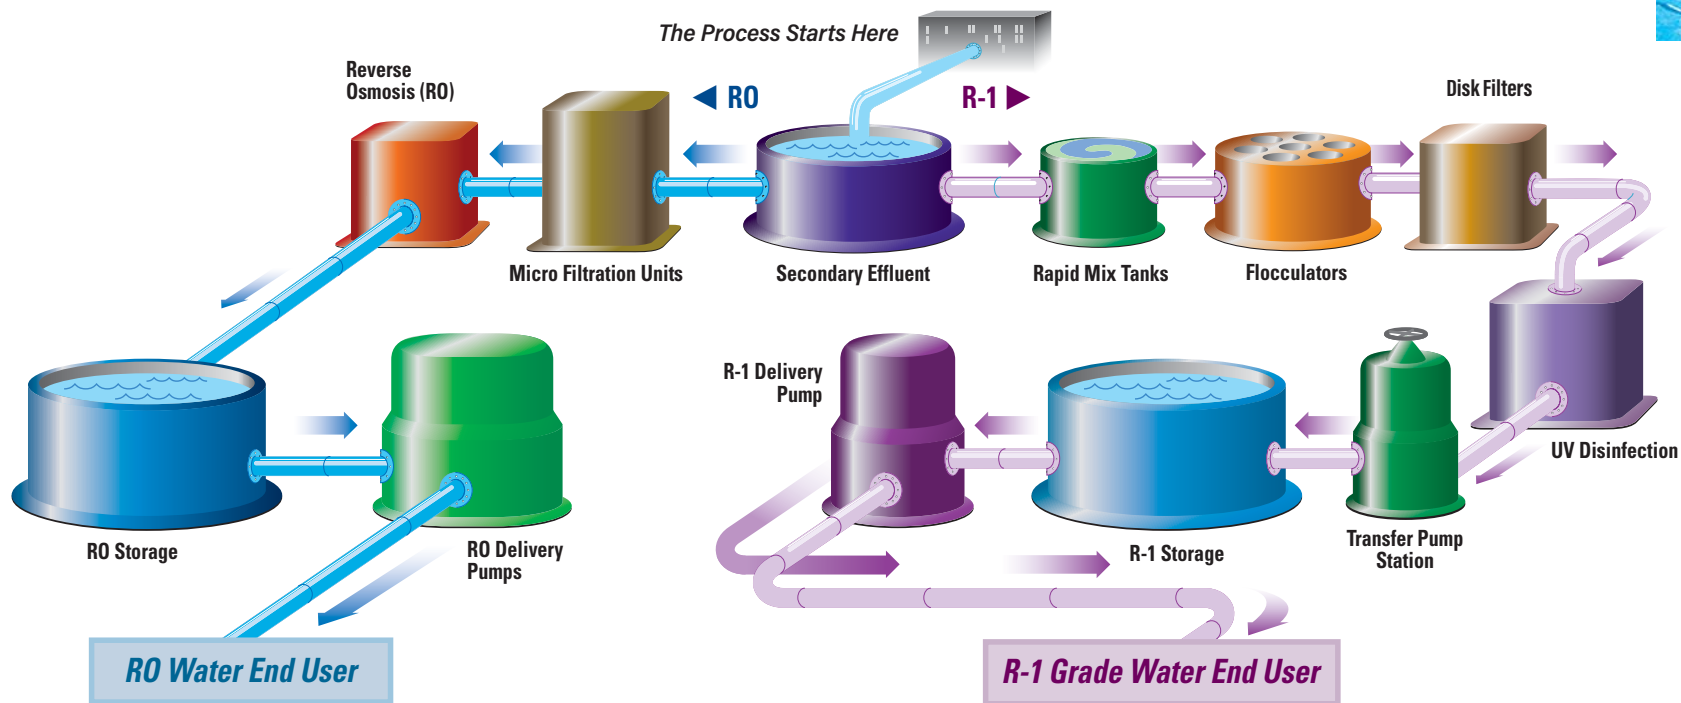 The Process Starts Here
◀ RO
R-1 ▶
Reverse
Osmosis (RO)
Disk Filters
Micro Filtration Units
Secondary Effluent
Rapid Mix Tanks
Flocculators
R-1 Delivery
Pump
UV Disinfection
RO Storage
RO Delivery
Pumps
R-1 Storage
Transfer Pump
Station
RO Water End User
R-1 Grade Water End User